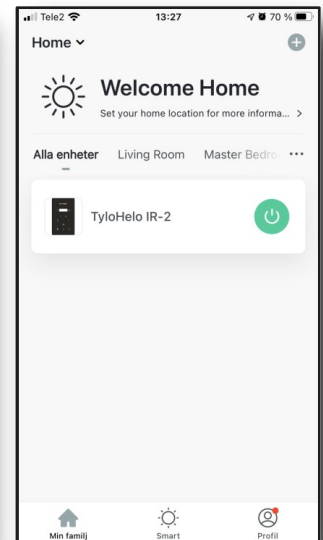 Tele2 13:27 70 %
Home
Welcome Home
Set your home location for more informa...
Alla enheter Living Room Master Bedro
TyloHelo IR-2
Min familj Smart Profil